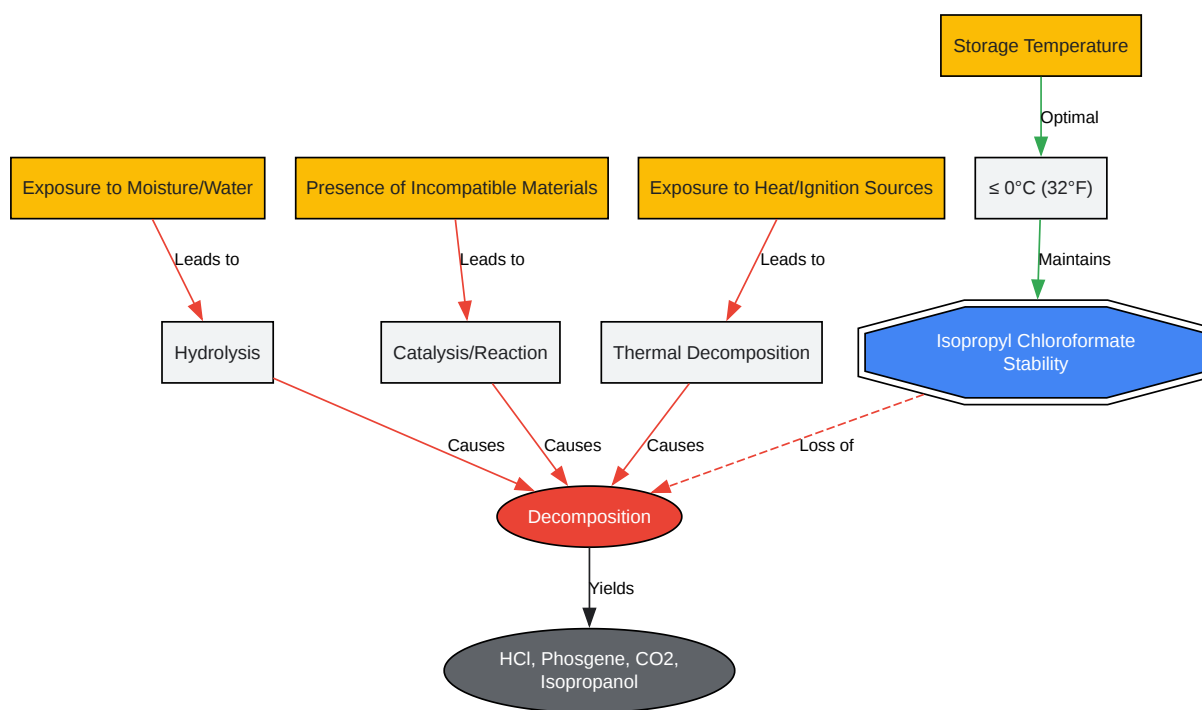 Storage Temperature
Optimal
Exposure to Moisture/Water
Presence of Incompatible Materials
Exposure to Heat/Ignition Sources
≤ 0°C (32°F)
Leads to
Leads to
Leads to
Maintains
Hydrolysis
Catalysis/Reaction
Thermal Decomposition
Isopropyl Chloroformate
Stability
Causes
Causes
Causes
Loss of
Decomposition
Yields
HCl, Phosgene, CO2,
Isopropanol